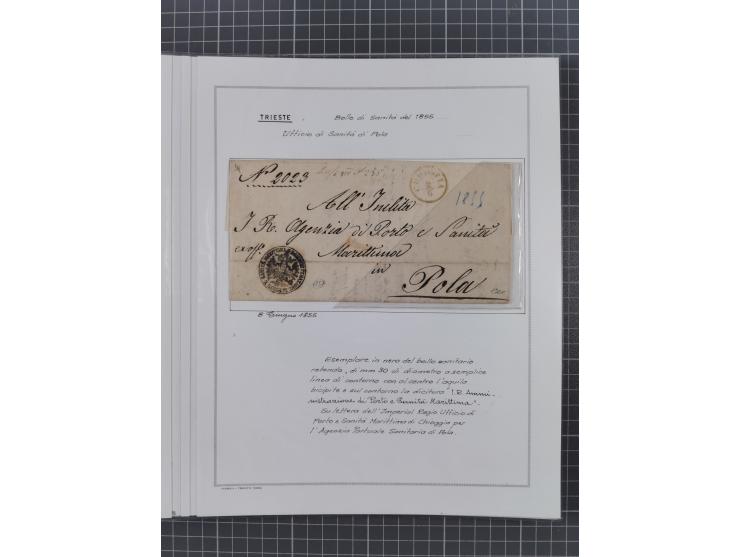 TRIESTE Bollo di Sanità del 1855
Ufficio di Sanità di Pola
N° 2023
1855
All' Inclita
I. R. Agenzia di Porto e Sanità
ex off.
Marittima
in
Pola
8 Giugno 1855
Esemplare in nero del bollo sanitario
rotondo, di mm 30 di diametro a semplice
linea di contorno con al centro l'aquila
bicipite e sul contorno la dicitura "I.R. Ammi-
nistrazione di Porto e Sanità Marittima".
Su lettera dell'Imperial Regio Ufficio di
Porto e Sanità Marittima di Chioggia per
l'Agenzia Portuale Sanitaria di Pola.